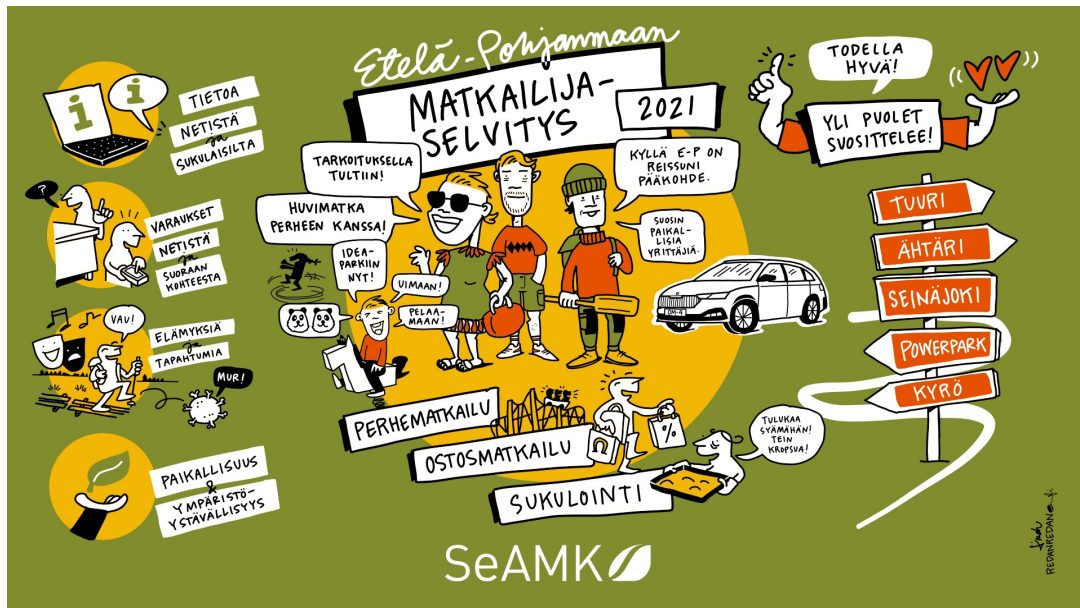 Etelä-Pohjanmaan
MATKAILIJA-
SELVITYS
2021
i
i
TIETOA
NETISTÄ
ja
SUKULAISILTA
?
VARAUKSET
NETISTÄ
ja
SUORAAN
KOHTEESTA
VAU!
ELÄMYKSIÄ
ja
TAPAHTUMIA
MUR!
PAIKALLISUUS
&
YMPÄRISTÖ-
YSTÄVÄLLISYYS
TARKOITUKSELLA
TULTIIN!
HUVIMATKA
PERHEEN KANSSA!
IDEA-
PARKIIN
NYT!
UIMAAN!
PELAA-
MAAN!
KYLLÄ E-P ON
REISSUNI
PÄÄKOHDE.
SUOSIN
PAIKAL-
LISIA
YRITTÄJIÄ.
PERHEMATKAILU
OSTOSMATKAILU
%
SUKULOINTI
TULUKAA
SYÄMÄHÄN!
TEIN
KROPSUA!
TODELLA
HYVÄ!
YLI PUOLET
SUOSITTELEE!
TUURI
ÄHTÄRI
SEINÄJOKI
POWERPARK
KYRÖ
SeAMK
REDANREDAN.fi